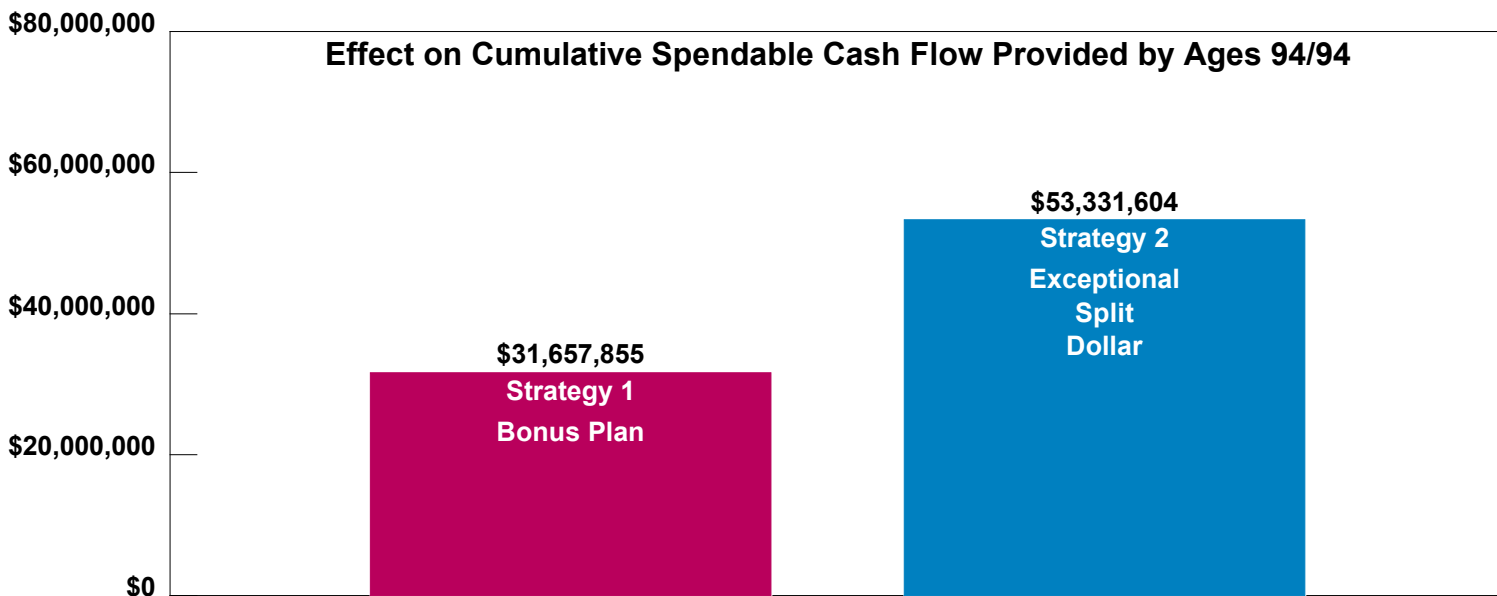 $80,000,000
Effect on Cumulative Spendable Cash Flow Provided by Ages 94/94
$60,000,000
$53,331,604
Strategy 2
Exceptional
Split
Dollar
$40,000,000
$31,657,855
Strategy 1
Bonus Plan
$20,000,000
$0